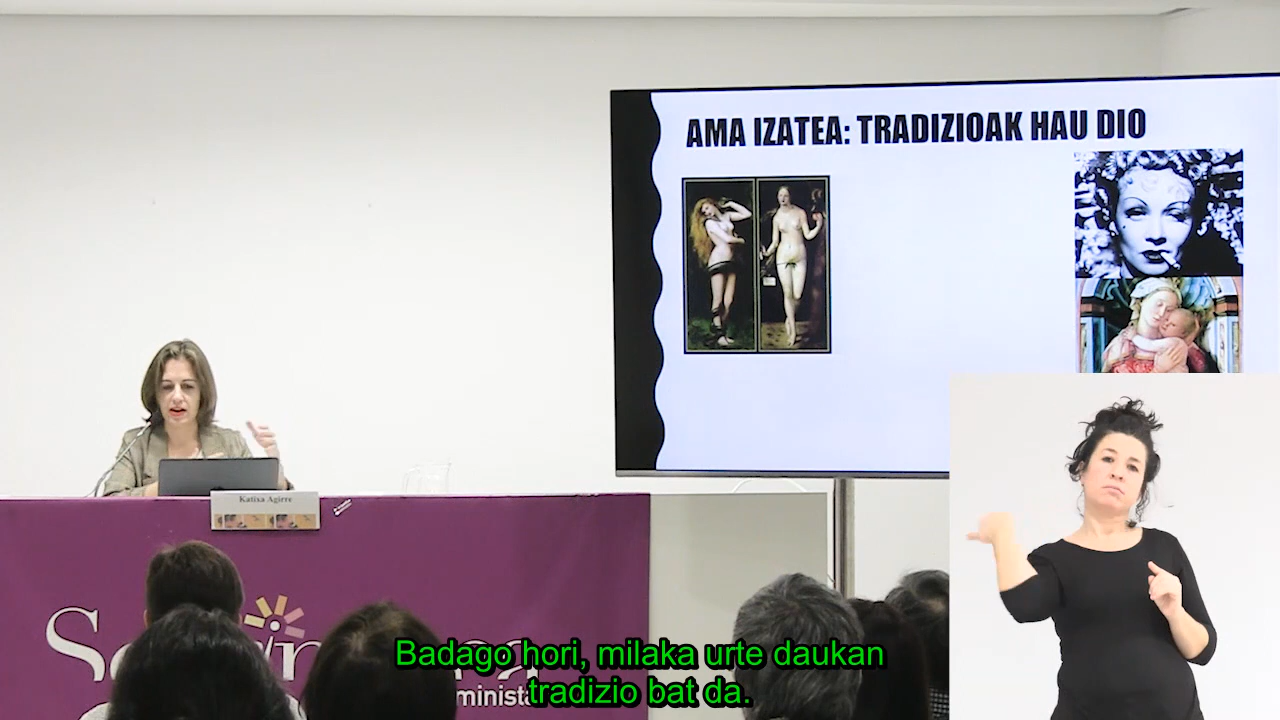 AMA IZATEA: TRADIZIOAK HAU DIO
Katixa Agirre
Badago hori, milaka urte daukan
tradizio bat da.